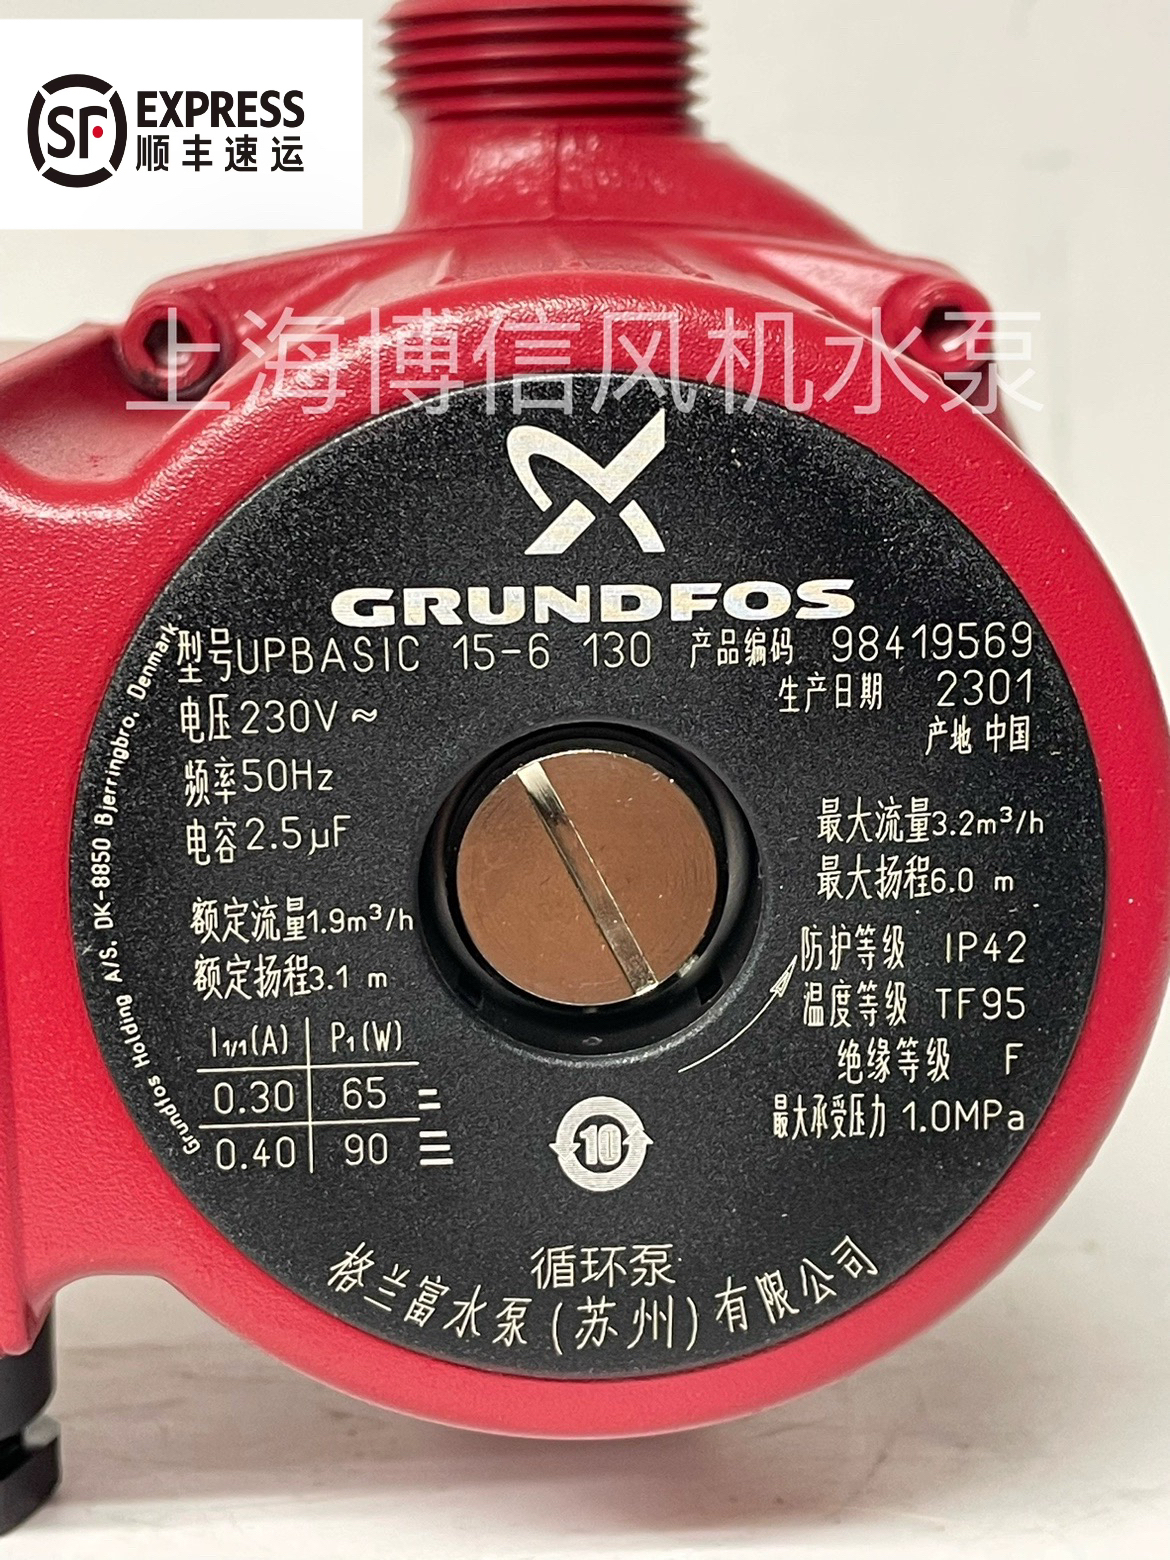 SF EXPRESS
顺丰速运
上海博信风机水泵
GRUNDFOS
型号UPBASIC 15-6 130 产品编码 98419569
生产日期 2301
产地 中国
电压230V≈
频率50Hz
电容2.5µF
最大流量3.2m³/h
最大扬程6.0 m
额定流量1.9m³/h
额定扬程3.1 m
防护等级 IP42
温度等级 TF95
绝缘等级 F
最大承受压力 1.0MPa
I1/1(A) P1(W)
0.30 65
0.40 90
10
循环泵
格兰富水泵(苏州)有限公司
Grundfos Holding A/S. DK-8850 Bjerringbro. Denmark